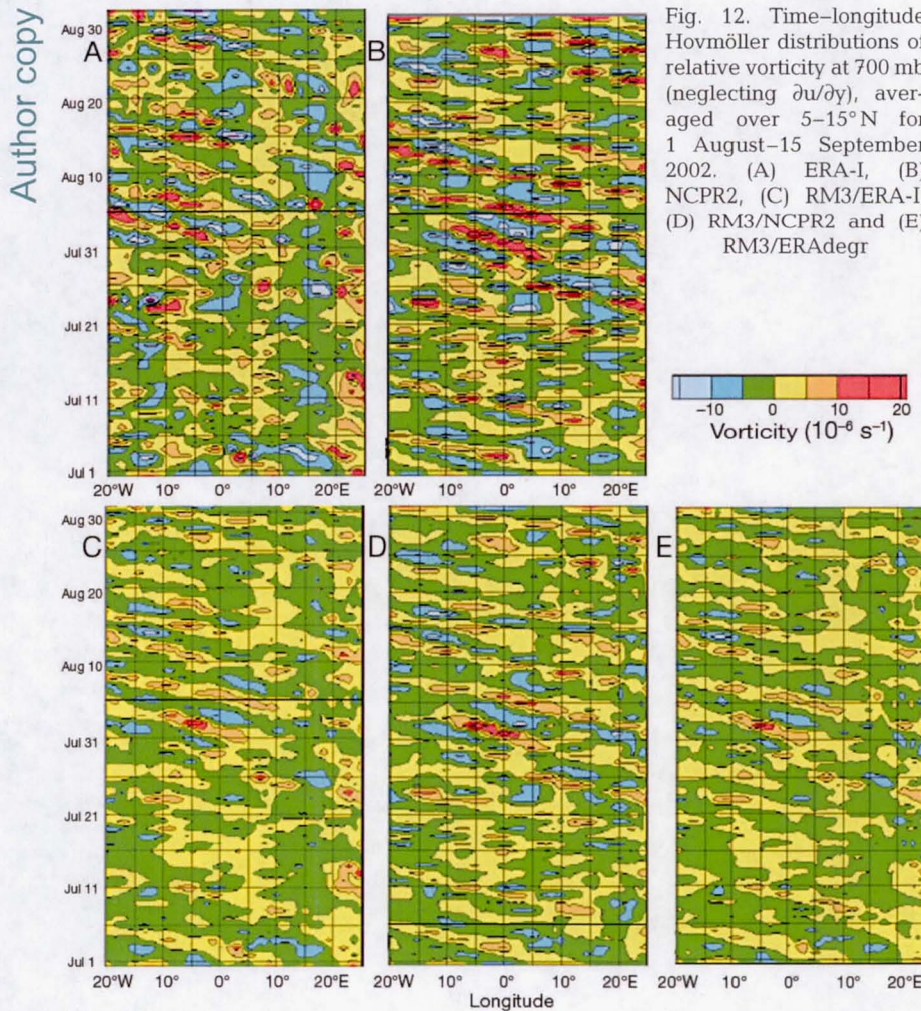 Author copy
Fig. 12. Time–longitude
Hovmöller distributions of
relative vorticity at 700 mb
(neglecting ∂u/∂y), aver-
aged over 5–15°N for
1 August–15 September
2002. (A) ERA-I, (B)
NCPR2, (C) RM3/ERA-I
(D) RM3/NCPR2 and (E)
RM3/ERAdegr
A
Aug 30
Aug 20
Aug 10
Jul 31
Jul 21
Jul 11
Jul 1
20°W 10° 0° 10° 20°E
B
20°W 10° 0° 10° 20°E
−10 0 10 20
Vorticity (10⁻⁶ s⁻¹)
C
Aug 30
Aug 20
Aug 10
Jul 31
Jul 21
Jul 11
Jul 1
20°W 10° 0° 10° 20°E
D
20°W 10° 0° 10° 20°E
E
20°W 10° 0° 10° 20°E
Longitude